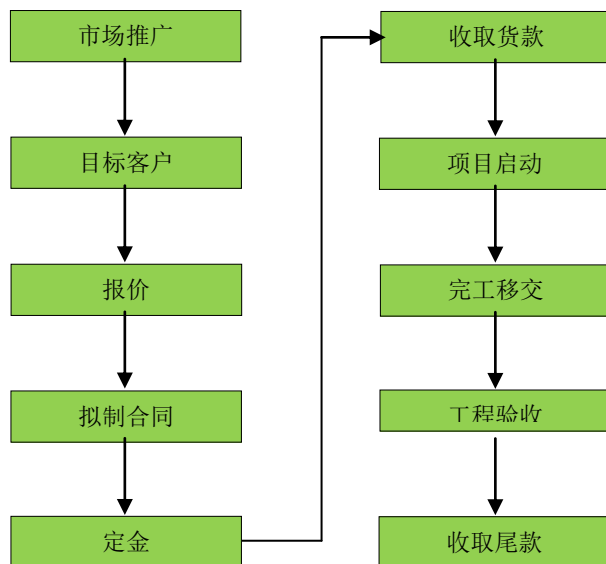 市场推广
目标客户
报价
拟制合同
定金
收取货款
项目启动
完工移交
工程验收
收取尾款